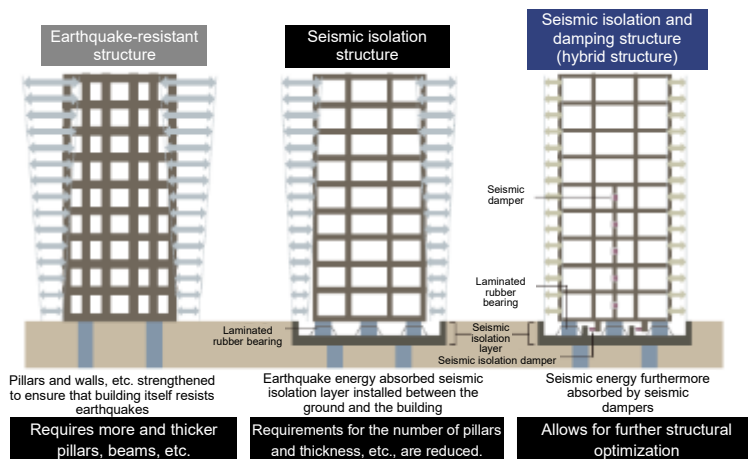 Earthquake-resistant
structure
Seismic isolation
structure
Seismic isolation and
damping structure
(hybrid structure)
Seismic
damper
Laminated
rubber bearing
Seismic
isolation
layer
Laminated
rubber
bearing
Seismic isolation damper
Pillars and walls, etc. strengthened
to ensure that building itself resists
earthquakes
Earthquake energy absorbed seismic
isolation layer installed between the
ground and the building
Seismic energy furthermore
absorbed by seismic
dampers
Requires more and thicker
pillars, beams, etc.
Requirements for the number of pillars
and thickness, etc., are reduced.
Allows for further structural
optimization